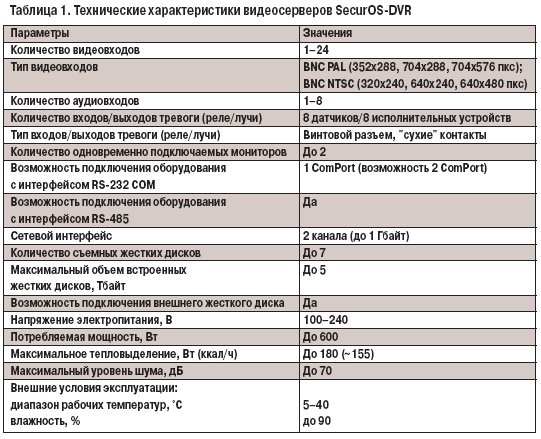 Таблица 1. Технические характеристики видеосерверов SecurOS-DVR
Параметры Значения
Количество видеовходов 1–24
Тип видеовходов BNC PAL (352x288, 704x288, 704x576 пкс);
BNC NTSC (320x240, 640x240, 640x480 пкс)
Количество аудиовходов 1–8
Количество входы/выходов тревоги (реле/лучи) 8 датчиков/8 исполнительных устройств
Тип входов/выходов тревоги (реле/лучи) Винтовой разъем, "сухие" контакты
Количество одновременно подключаемых мониторов До 2
Возможность подключения оборудования 1 ComPort (возможность 2 ComPort)
с интерфейсом RS-232 COM
Возможность подключения оборудования Да
с интерфейсом RS-485
Сетевой интерфейс 2 канала (до 1 Гбайт)
Количество съемных жестких дисков До 7
Максимальный объем встроенных До 5
жестких дисков, Тбайт
Возможность подключения внешнего жесткого диска Да
Напряжение электропитания, В 100–240
Потребляемая мощность, Вт До 600
Максимальное тепловыделение, Вт (ккал/ч) До 180 (~155)
Максимальный уровень шума, дБ До 70
Внешние условия эксплуатации:
диапазон рабочих температур, ˚С 5–40
влажность, % до 90